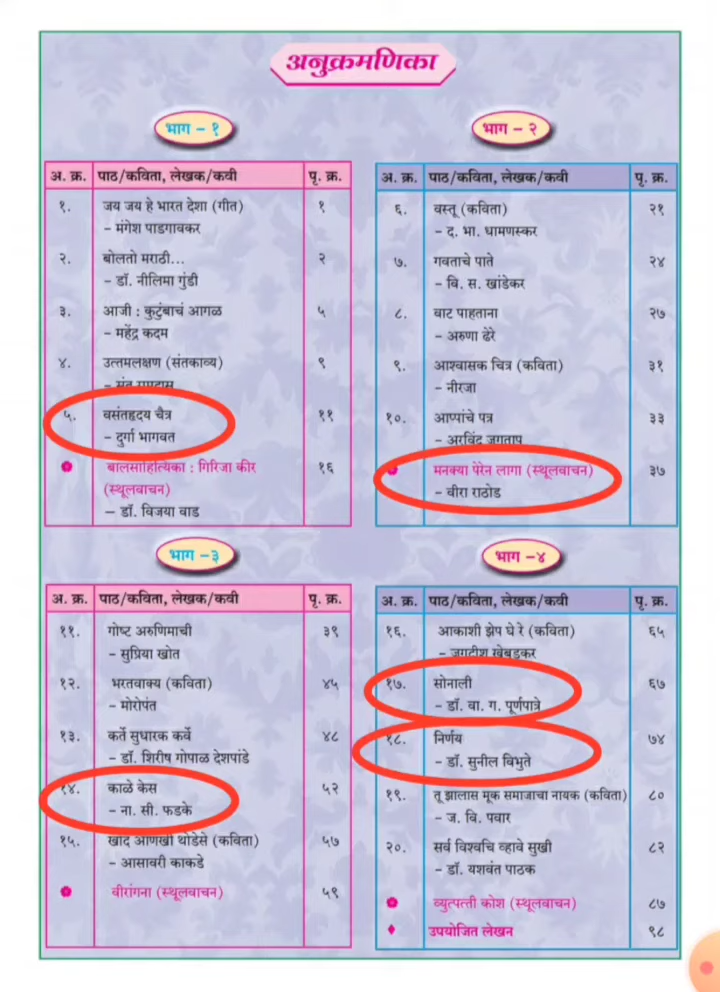 अनुक्रमणिका
भाग – १
अ. क्र. पाठ/कविता, लेखक/कवी पृ. क्र.
१. जय जय हे भारत देशा (गीत) १
– मंगेश पाडगावकर
२. बोलतो मराठी... २
– डॉ. नीलिमा गुंडी
३. आजी : कुटुंबाचं आगळ ५
– महेंद्र कदम
४. उत्तमलक्षण (संतकाव्य) ९
– संत रामदास
५. वसंतहृदय चैत्र ११
– दुर्गा भागवत
बालसाहित्यिका : गिरिजा कीर १६
(स्थूलवाचन)
– डॉ. विजया वाड
भाग – २
अ. क्र. पाठ/कविता, लेखक/कवी पृ. क्र.
६. वस्तू (कविता) २१
– द. भा. धामणस्कर
७. गवताचे पाते २४
– वि. स. खांडेकर
८. वाट पाहताना २७
– अरुणा ढेरे
९. आश्वासक चित्र (कविता) ३१
– नीरजा
१०. आप्पांचे पत्र ३३
– अरविंद जगताप
मनक्या पेरेन लागा (स्थूलवाचन) ३७
– वीरा राठोड
भाग – ३
अ. क्र. पाठ/कविता, लेखक/कवी पृ. क्र.
११. गोष्ट अरुणिमाची ३९
– सुप्रिया खोत
१२. भरतवाक्य (कविता) ४५
– मोरोपंत
१३. कर्ते सुधारक कर्वे ४८
– डॉ. शिरीष गोपाळ देशपांडे
१४. काळे केस ५२
– ना. सी. फडके
१५. खोद आणखी थोडेसे (कविता) ५७
– आसावरी काकडे
वीरांगना (स्थूलवाचन) ५९
भाग –४
अ. क्र. पाठ/कविता, लेखक/कवी पृ. क्र.
१६. आकाशी झेप घे रे (कविता) ६५
– जगदीश खेबुडकर
१७. सोनाली ६७
– डॉ. वा. ग. पूर्णपात्रे
१८. निर्णय ७४
– डॉ. सुनील विभुते
१९. तू झालास मूक समाजाचा नायक (कविता) ८०
– ज. वि. पवार
२०. सर्व विश्वचि व्हावे सुखी ८२
– डॉ. यशवंत पाठक
व्युत्पत्ती कोश (स्थूलवाचन) ८७
उपयोजित लेखन ९८